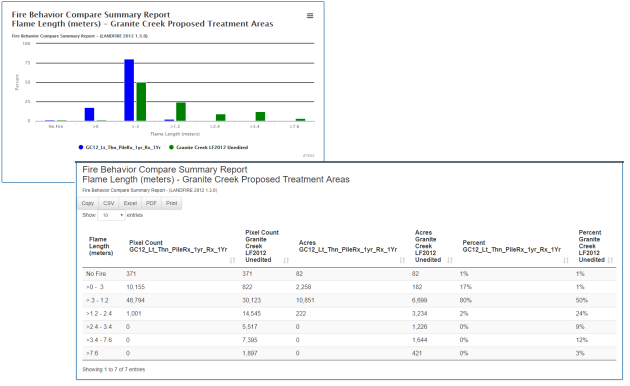 Fire Behavior Compare Summary Report
Flame Length (meters) – Granite Creek Proposed Treatment Areas
Fire Behavior Compare Summary Report - (LANDFIRE 2012 1.3.0)
100
75
50
25
0
Percent
No Fire >0 >.3 >1.2 >2.4 >3.4 >7.6
Flame Length (meters)
GC12_Lt_Thn_PileRx_1yr_Rx_1Yr Granite Creek LF2012 Unedited
IFTDSS
Fire Behavior Compare Summary Report
Flame Length (meters) - Granite Creek Proposed Treatment Areas
Fire Behavior Compare Summary Report - (LANDFIRE 2012 1.3.0)
Copy CSV Excel PDF Print
Show 10 entries
Flame Length (meters) Pixel Count GC12_Lt_Thn_PileRx_1yr_Rx_1Yr Pixel Count Granite Creek LF2012 Unedited Acres GC12_Lt_Thn_PileRx_1yr_Rx_1Yr Acres Granite Creek LF2012 Unedited Percent GC12_Lt_Thn_PileRx_1yr_Rx_1Yr Percent Granite Creek LF2012 Unedited
No Fire 371 371 82 82 1% 1%
>0 - .3 10,155 822 2,258 182 17% 1%
>.3 - 1.2 48,794 30,123 10,851 6,699 80% 50%
>1.2 - 2.4 1,001 14,545 222 3,234 2% 24%
>2.4 - 3.4 0 5,517 0 1,226 0% 9%
>3.4 - 7.6 0 7,395 0 1,644 0% 12%
>7.6 0 1,897 0 421 0% 3%
Showing 1 to 7 of 7 entries